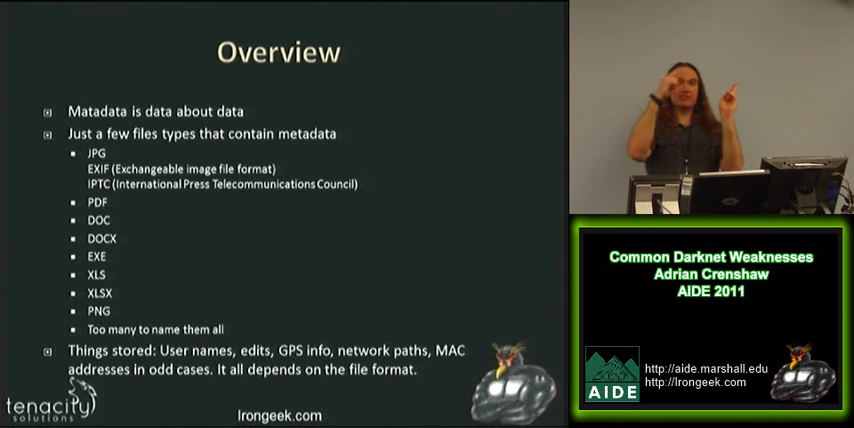 Overview
Matadata is data about data
Just a few files types that contain metadata
JPG
EXIF (Exchangeable image file format)
IPTC (International Press Telecommunications Council)
PDF
DOC
DOCX
EXE
XLS
XLSX
PNG
Too many to name them all
Things stored: User names, edits, GPS info, network paths, MAC
addresses in odd cases. It all depends on the file format.
tenacity
solutions
Irongeek.com
Common Darknet Weaknesses
Adrian Crenshaw
AIDE 2011
AIDE
http://aide.marshall.edu
http://Irongeek.com